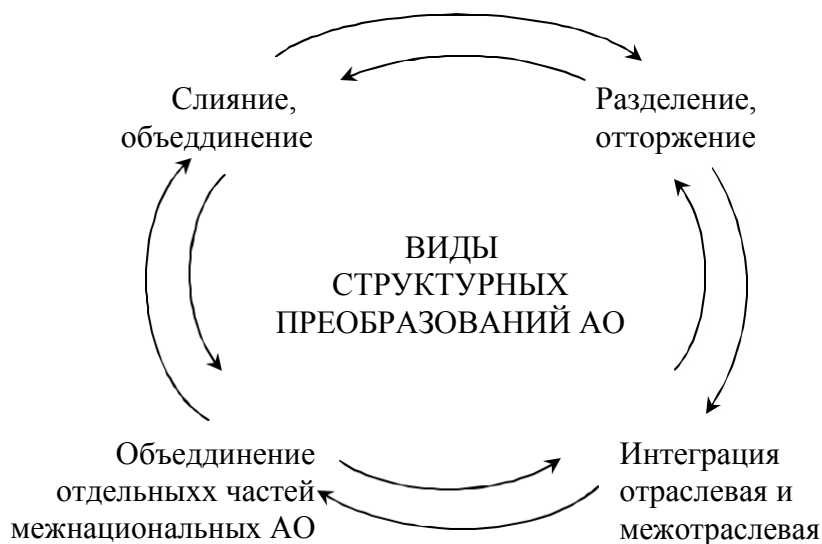 Слияние,
объеддинение
Разделение,
отторжение
ВИДЫ
СТРУКТУРНЫХ
ПРЕОБРАЗОВАНИЙ АО
Объеддинение
отдельныхх частей
межнациональных АО
Интеграция
отраслевая и
межотраслевая